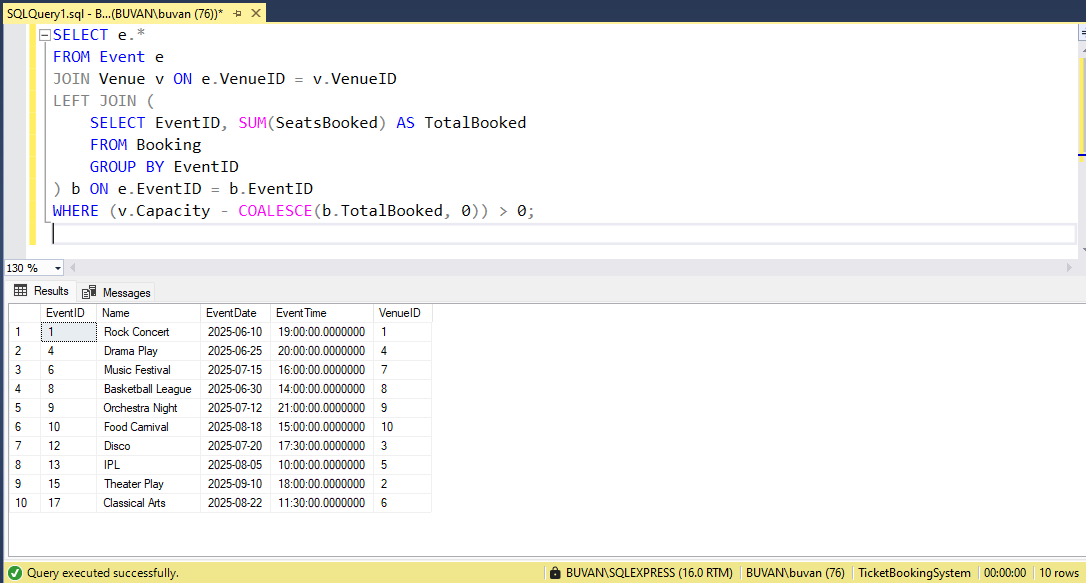 SQLQuery1.sql - B...(BUVAN\buvan (76))*
SELECT e.*
FROM Event e
JOIN Venue v ON e.VenueID = v.VenueID
LEFT JOIN (
    SELECT EventID, SUM(SeatsBooked) AS TotalBooked
    FROM Booking
    GROUP BY EventID
) b ON e.EventID = b.EventID
WHERE (v.Capacity - COALESCE(b.TotalBooked, 0)) > 0;
130 %
Results Messages
EventID Name EventDate EventTime VenueID
1 1 Rock Concert 2025-06-10 19:00:00.0000000 1
2 4 Drama Play 2025-06-25 20:00:00.0000000 4
3 6 Music Festival 2025-07-15 16:00:00.0000000 7
4 8 Basketball League 2025-06-30 14:00:00.0000000 8
5 9 Orchestra Night 2025-07-12 21:00:00.0000000 9
6 10 Food Carnival 2025-08-18 15:00:00.0000000 10
7 12 Disco 2025-07-20 17:30:00.0000000 3
8 13 IPL 2025-08-05 10:00:00.0000000 5
9 15 Theater Play 2025-09-10 18:00:00.0000000 2
10 17 Classical Arts 2025-08-22 11:30:00.0000000 6
Query executed successfully. BUVAN\SQLEXPRESS (16.0 RTM) BUVAN\buvan (76) TicketBookingSystem 00:00:00 10 rows